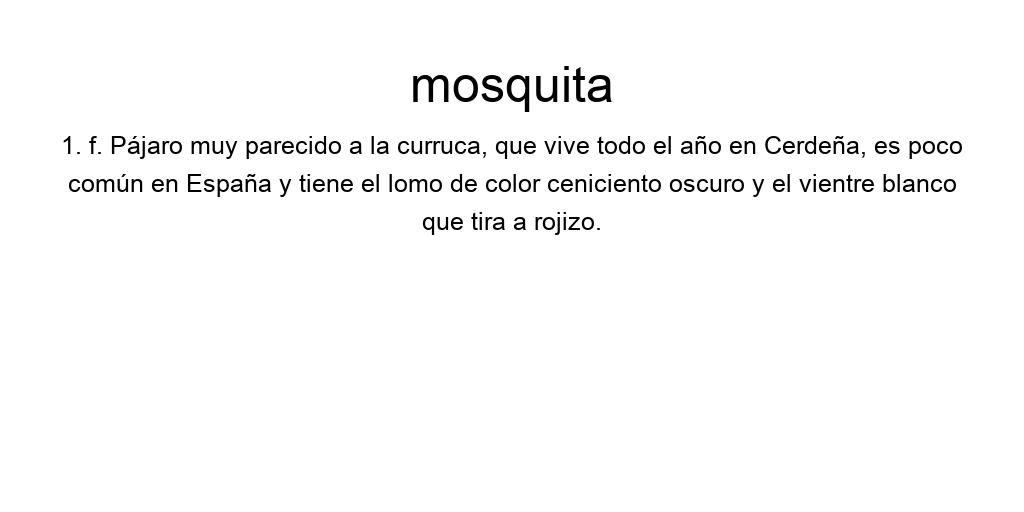 mosquita
1. f. Pájaro muy parecido a la curruca, que vive todo el año en Cerdeña, es poco
común en España y tiene el lomo de color ceniciento oscuro y el vientre blanco
que tira a rojizo.